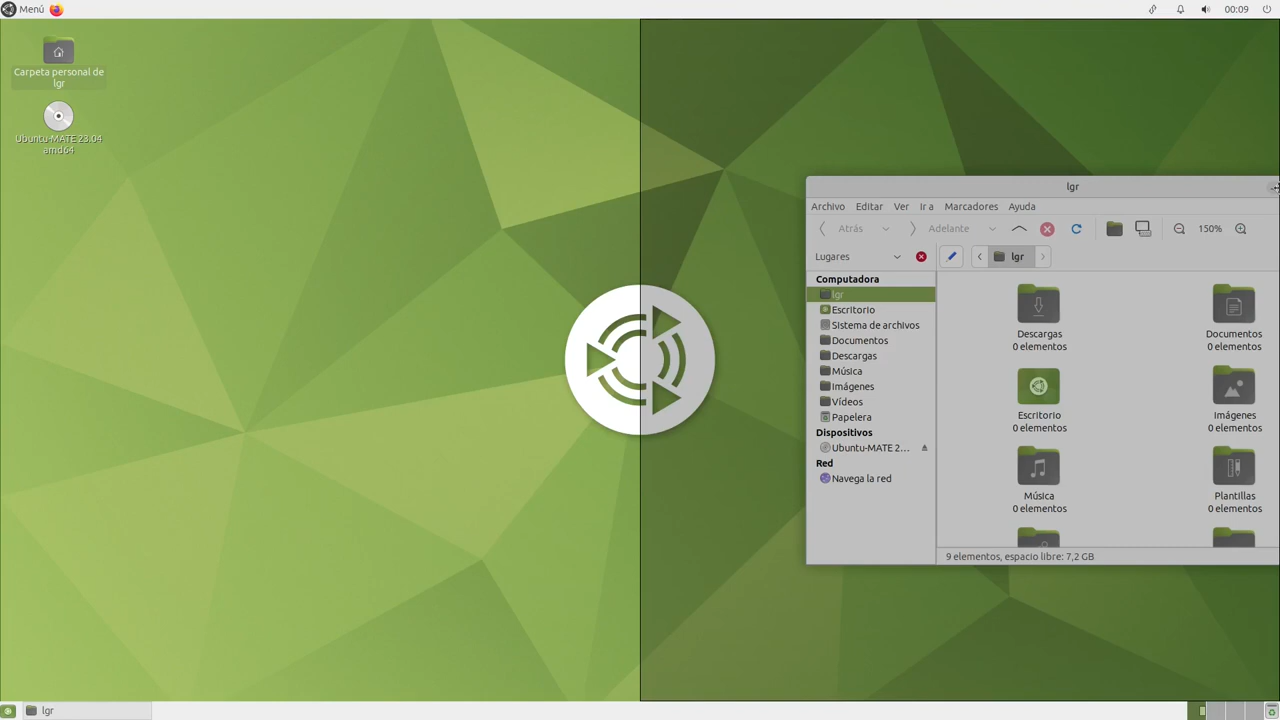 Menú
00:09
Carpeta personal de
lgr
Ubuntu-MATE 23.04
amd64
lgr
Archivo Editar Ver Ir a Marcadores Ayuda
Atrás Adelante 150%
Lugares lgr
Computadora
lgr
Escritorio
Sistema de archivos
Documentos
Descargas
Música
Imágenes
Vídeos
Papelera
Dispositivos
Ubuntu-MATE 2...
Red
Navega la red
Descargas
0 elementos
Documentos
0 elementos
Escritorio
0 elementos
Imágenes
0 elementos
Música
0 elementos
Plantillas
0 elementos
9 elementos, espacio libre: 7,2 GB
lgr